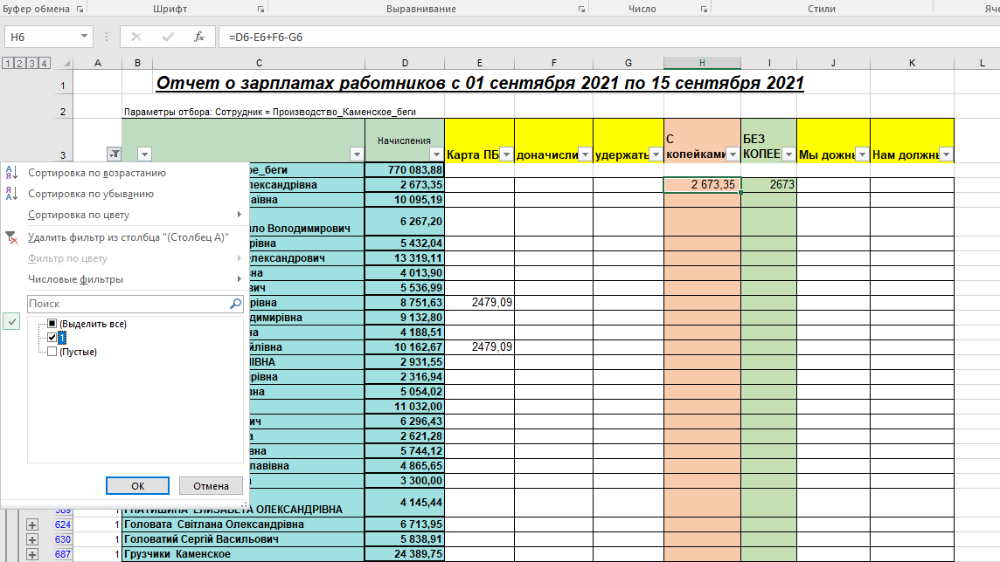 Буфер обмена Шрифт Выравнивание Число Стили Яче
H6 fx =D6-E6+F6-G6
1 2 3 4 A B C D E F G H I J K L
1 Отчет о зарплатах работников с 01 сентября 2021 по 15 сентября 2021
2 Параметры отбора: Сотрудник = Производство_Каменское_беги
3 Начисления Карта ПБ доначисли удержать С копейками БЕЗ КОПЕЕ Мы дожны Нам должны
Сортировка по возрастанию
Сортировка по убыванию
Сортировка по цвету
Удалить фильтр из столбца "(Столбец A)"
Фильтр по цвету
Числовые фильтры
Поиск
(Выделить все)
1
(Пустые)
ОК Отмена
ое_беги 770 083,88
лександрівна 2 673,35 2 673,35 2673
аївна 10 095,19
ло Володимирович 6 267,20
рівна 5 432,04
лександрович 13 319,11
на 4 013,90
вич 5 536,99
рівна 8 751,63 2479,09
димирівна 9 132,80
на 4 188,51
йлівна 10 162,67 2479,09
ІВНА 2 931,55
рівна 2 316,94
вна 5 054,02
11 032,00
ич 6 296,43
а 2 621,28
вна 5 744,12
лавівна 4 865,65
3 300,00
ЄЛИЗАВЕТА ОЛЕКСАНДРІВНА 4 145,44
624 1 Головата Світлана Олександрівна 6 713,95
630 1 Головатий Сергій Васильович 5 838,91
687 1 Грузчики Каменское 24 389,75